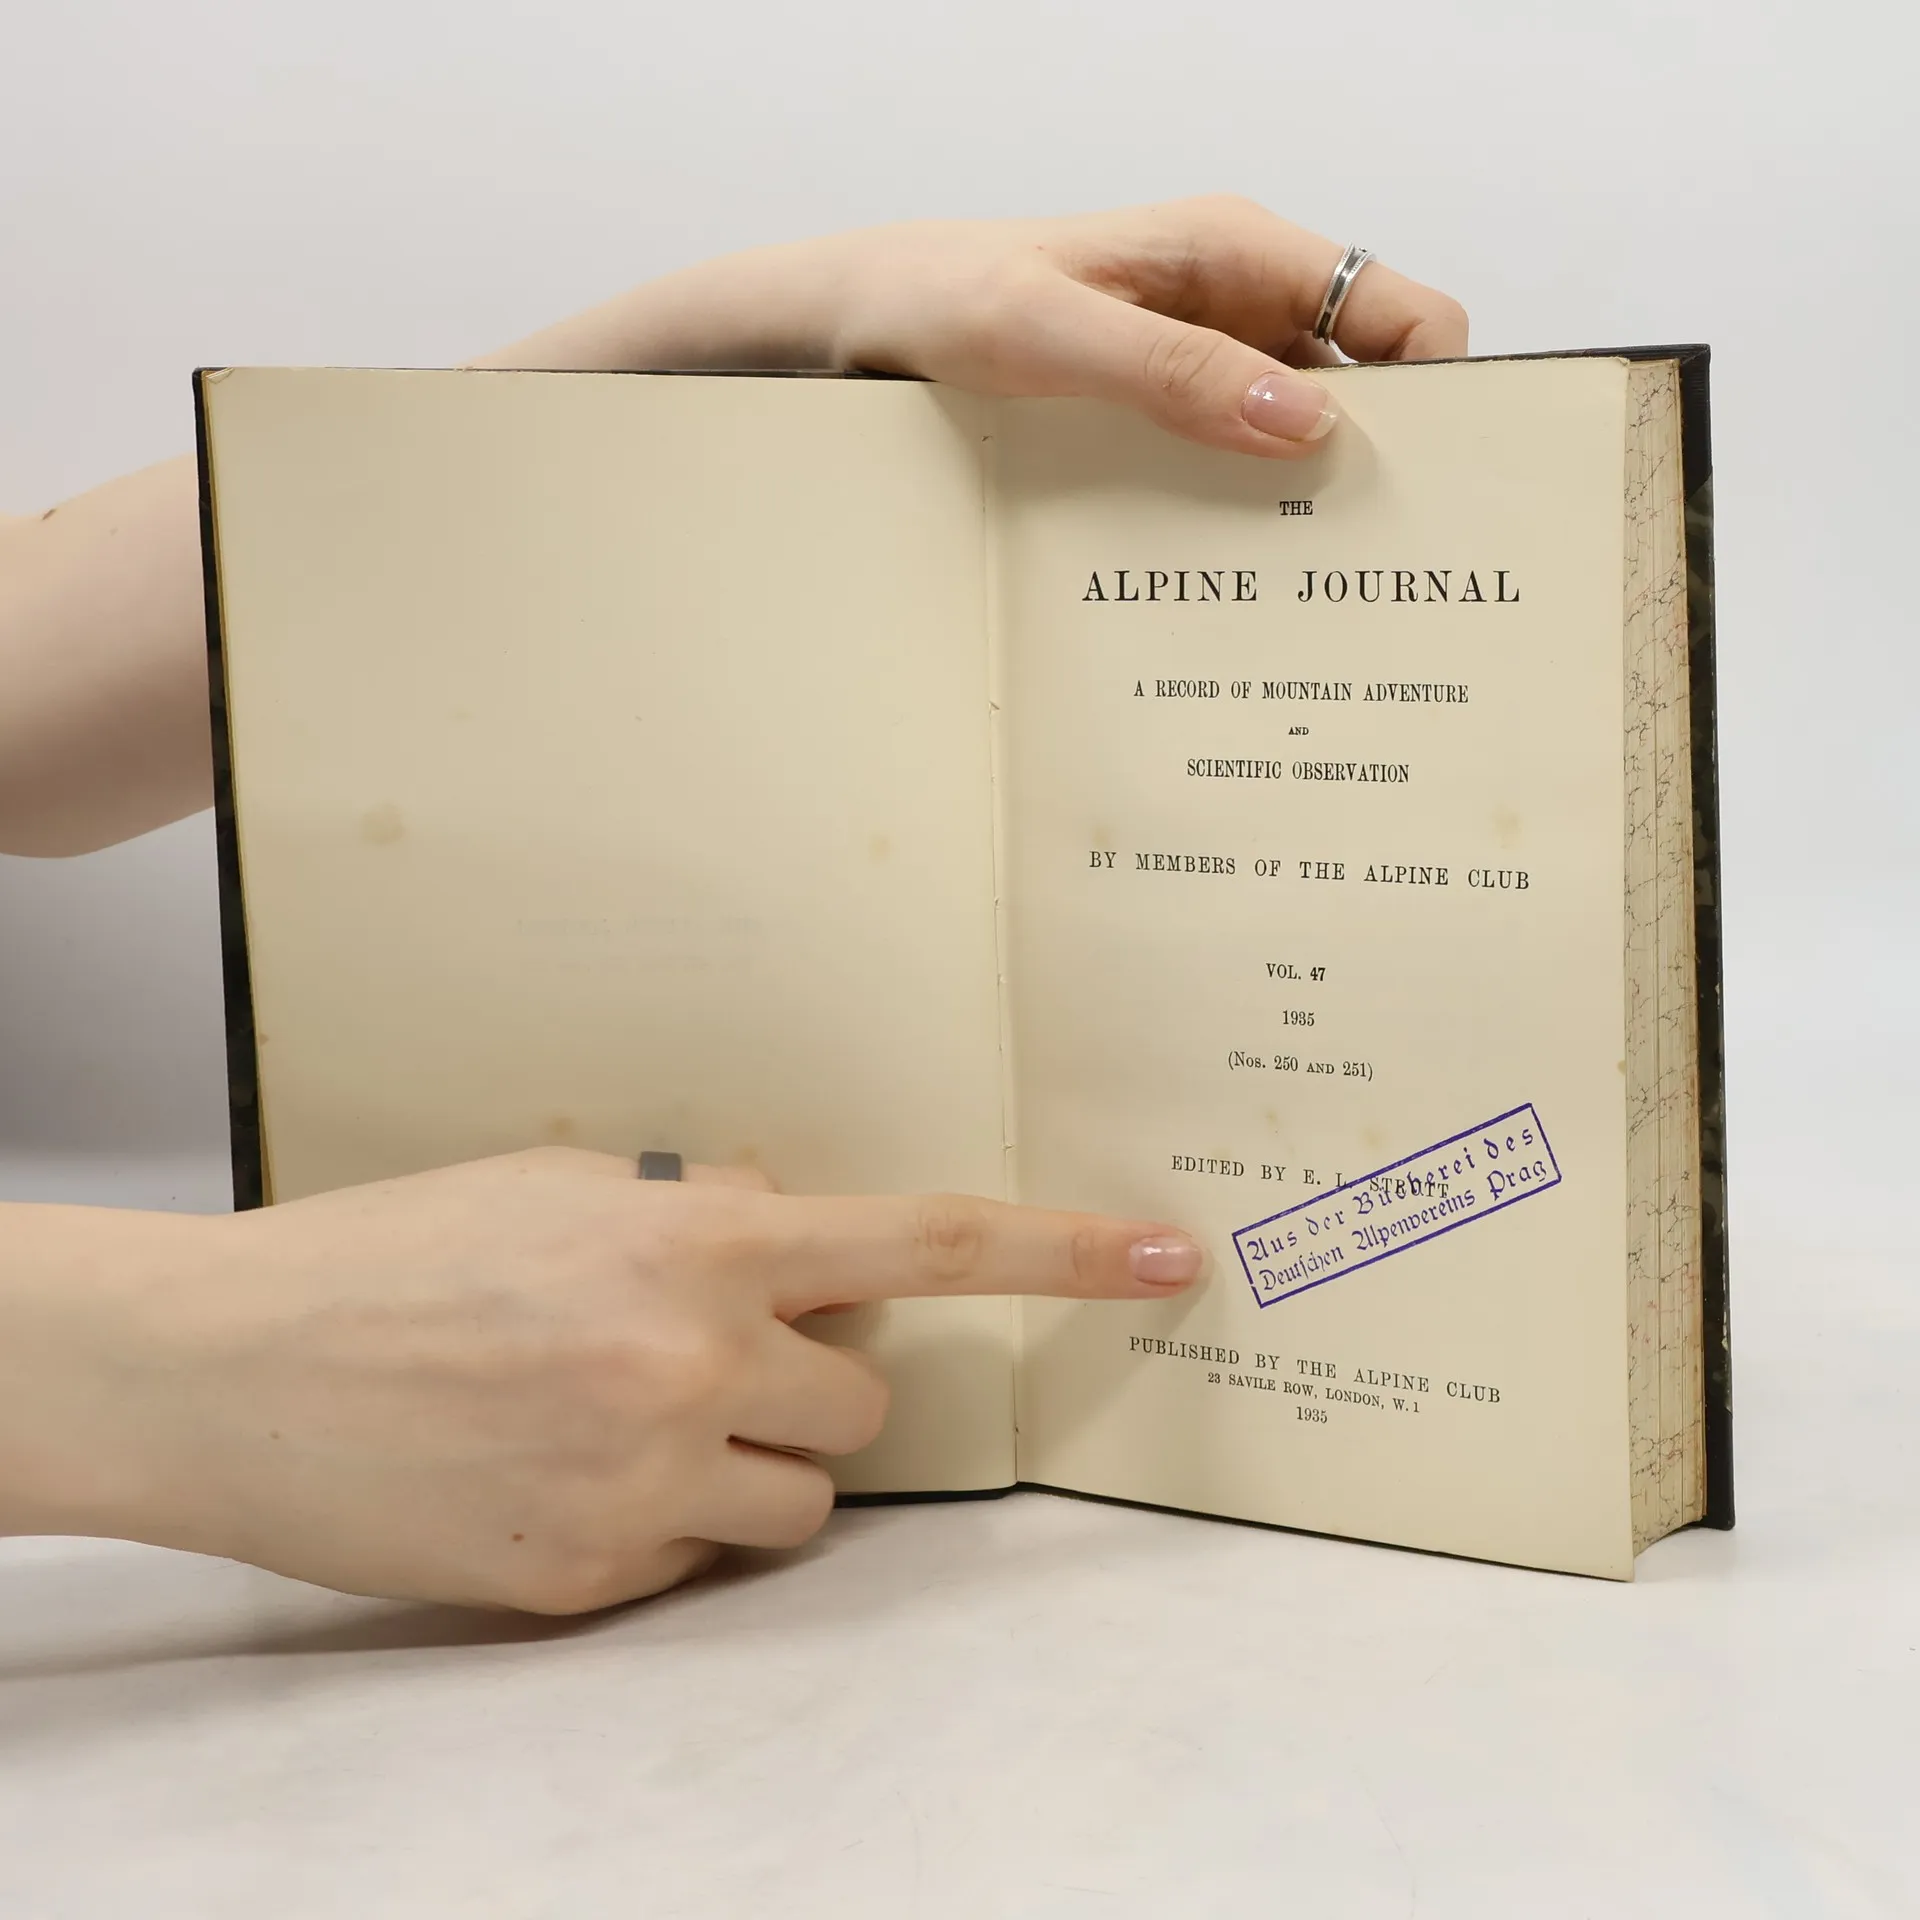 THE
ALPINE JOURNAL
A RECORD OF MOUNTAIN ADVENTURE
AND
SCIENTIFIC OBSERVATION
BY MEMBERS OF THE ALPINE CLUB
VOL. 47
1935
(Nos. 250 AND 251)
EDITED BY E. L. STRUTT
Aus der Bücherei des
Deutschen Alpenvereins Prag
PUBLISHED BY THE ALPINE CLUB
23 SAVILE ROW, LONDON, W. 1
1935